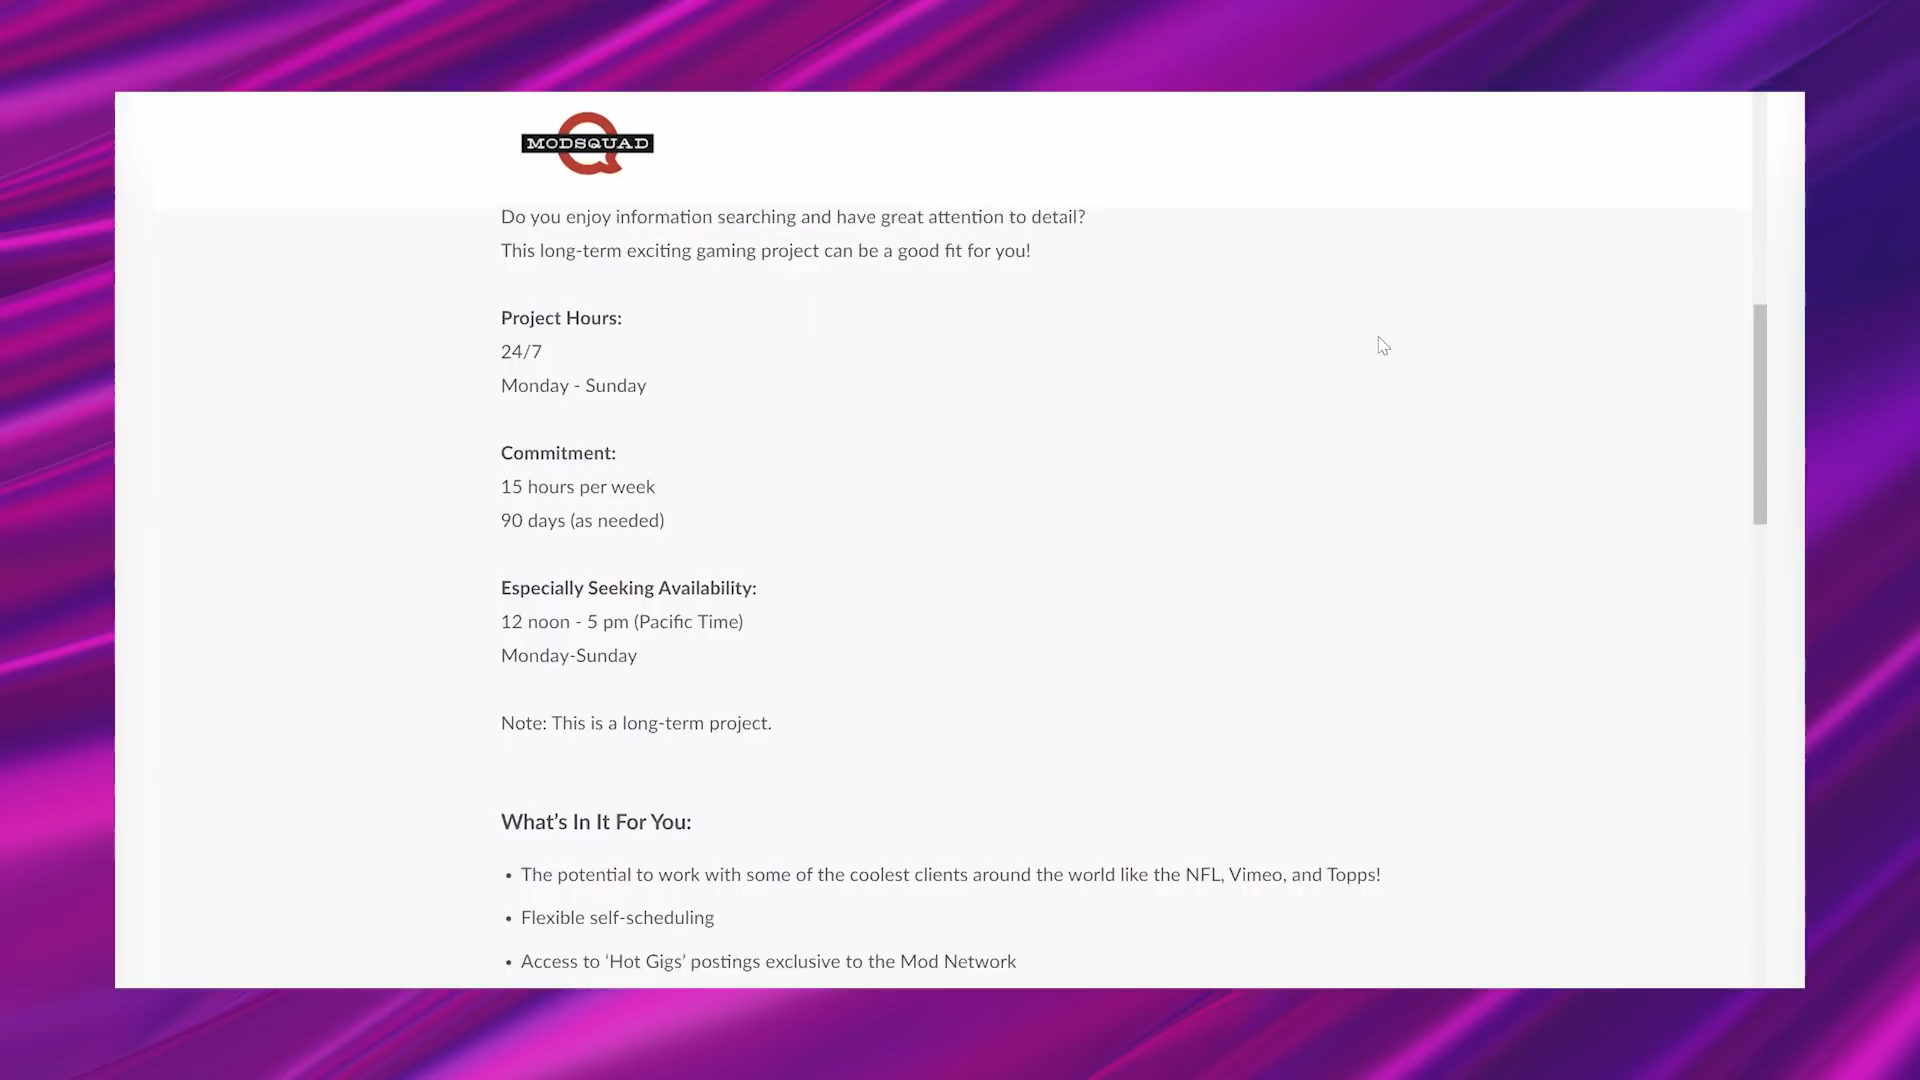 MODSQUAD
Do you enjoy information searching and have great attention to detail?
This long-term exciting gaming project can be a good fit for you!
Project Hours:
24/7
Monday - Sunday
Commitment:
15 hours per week
90 days (as needed)
Especially Seeking Availability:
12 noon - 5 pm (Pacific Time)
Monday-Sunday
Note: This is a long-term project.
What’s In It For You:
• The potential to work with some of the coolest clients around the world like the NFL, Vimeo, and Topps!
• Flexible self-scheduling
• Access to ‘Hot Gigs’ postings exclusive to the Mod Network